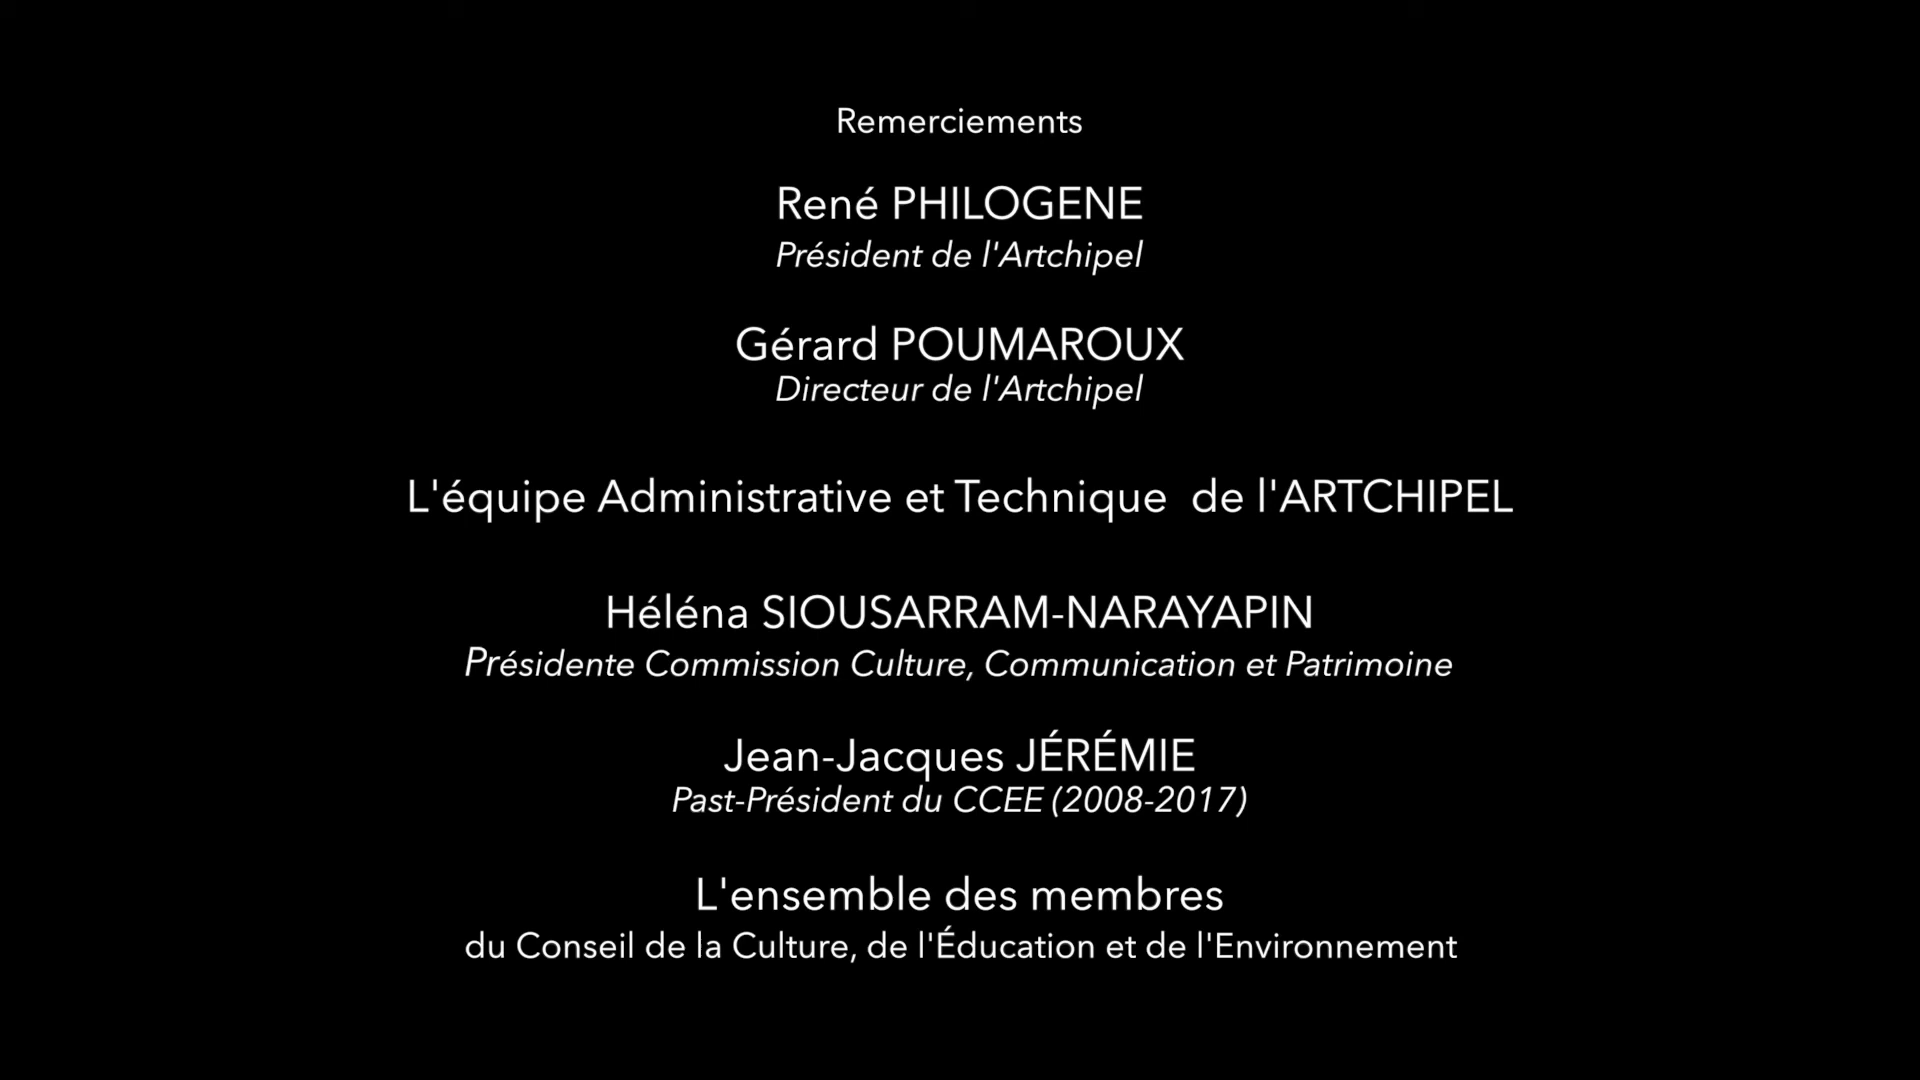 Remerciements
René PHILOGENE
Président de l'Artchipel
Gérard POUMAROUX
Directeur de l'Artchipel
L'équipe Administrative et Technique  de l'ARTCHIPEL
Héléna SIOUSARRAM-NARAYAPIN
Présidente Commission Culture, Communication et Patrimoine
Jean-Jacques JÉRÉMIE
Past-Président du CCEE (2008-2017)
L'ensemble des membres
du Conseil de la Culture, de l'Éducation et de l'Environnement